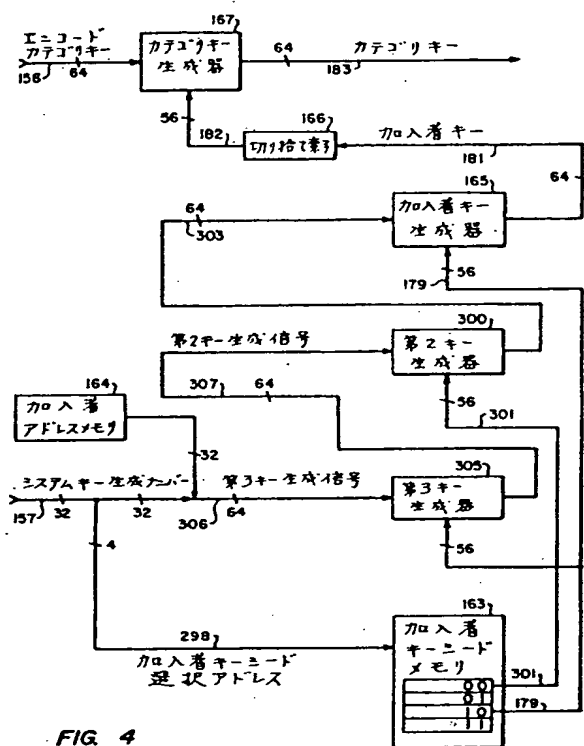 エンコード
カテゴリキー
156
64
167
カテゴリキー
生成器
64
カテゴリキー
183
56
182
166
切り捨て素子
加入者キー
181
64
165
加入者キー
生成器
64
303
179
56
300
第2キー生成信号
第2キー
生成器
307
64
56
301
164
加入者
アドレスメモリ
32
システムキー生成ナンバー
157
32
32
第3キー生成信号
306
64
305
第3キー
生成器
56
4
298
加入者キーシード
選択アドレス
163
加入者
キーシード
メモリ
00
01
10
11
301
179
FIG. 4